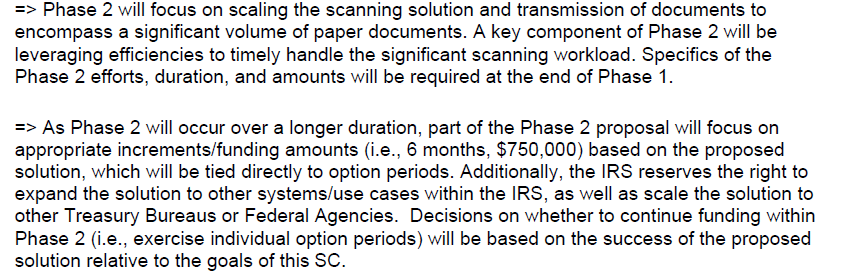 => Phase 2 will focus on scaling the scanning solution and transmission of documents to
encompass a significant volume of paper documents. A key component of Phase 2 will be
leveraging efficiencies to timely handle the significant scanning workload. Specifics of the
Phase 2 efforts, duration, and amounts will be required at the end of Phase 1.
=> As Phase 2 will occur over a longer duration, part of the Phase 2 proposal will focus on
appropriate increments/funding amounts (i.e., 6 months, $750,000) based on the proposed
solution, which will be tied directly to option periods. Additionally, the IRS reserves the right to
expand the solution to other systems/use cases within the IRS, as well as scale the solution to
other Treasury Bureaus or Federal Agencies.  Decisions on whether to continue funding within
Phase 2 (i.e., exercise individual option periods) will be based on the success of the proposed
solution relative to the goals of this SC.